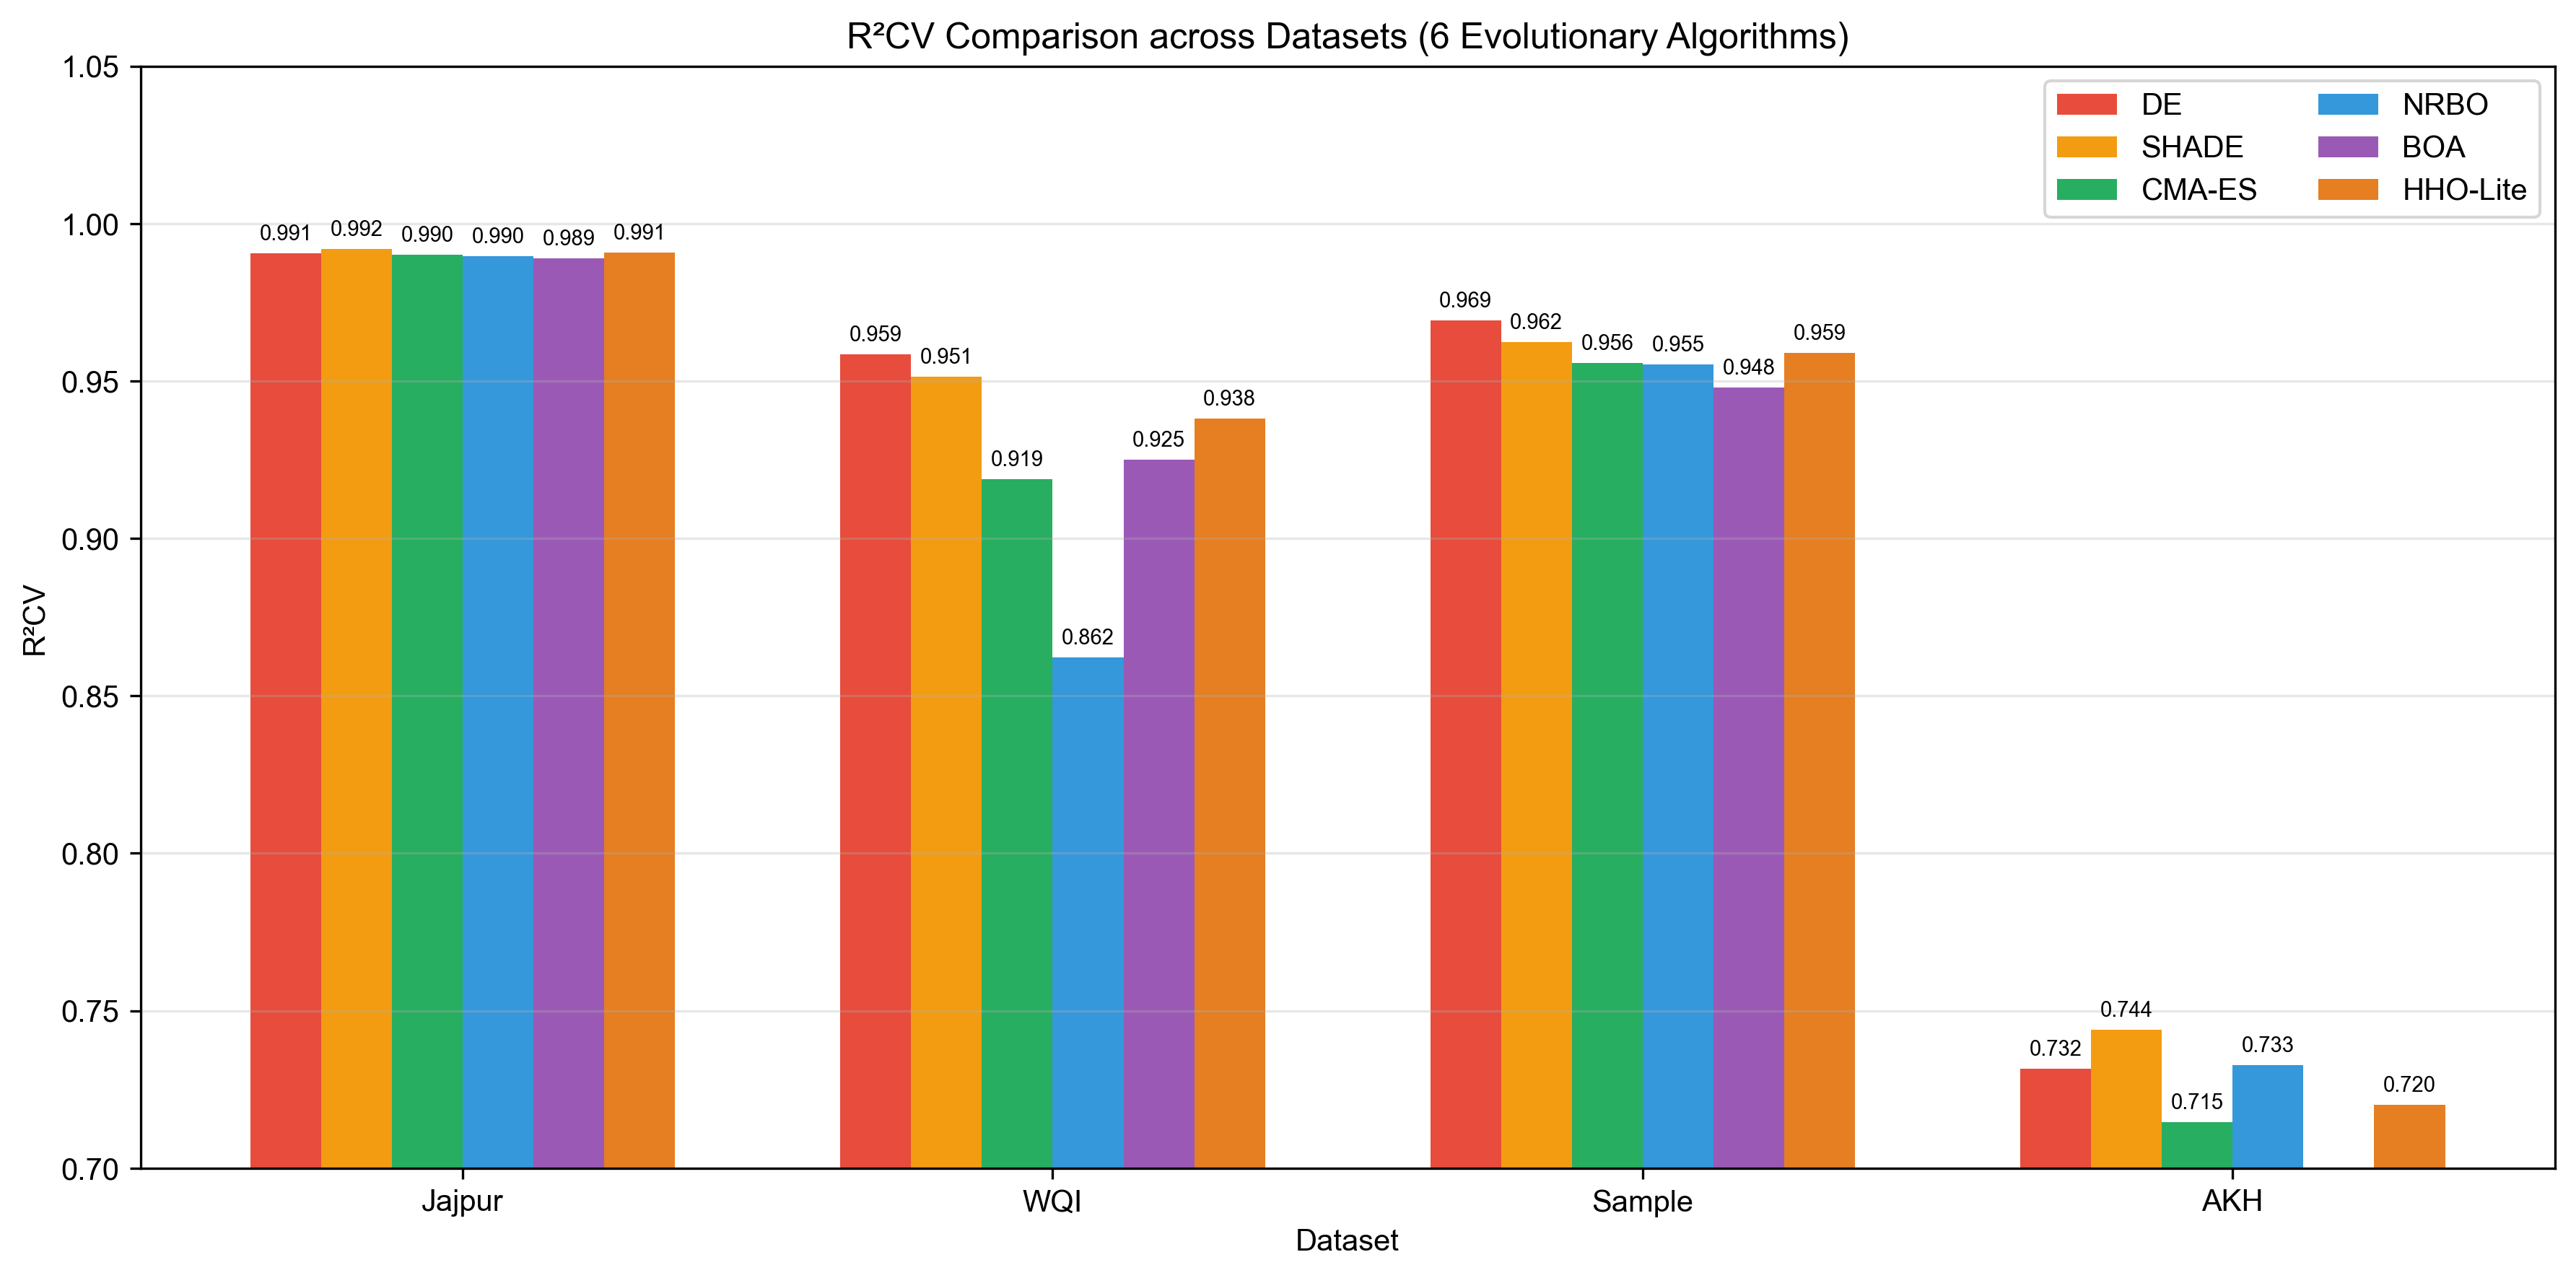 R²CV Comparison across Datasets (6 Evolutionary Algorithms)
1.05
1.00
0.95
0.90
0.85
0.80
0.75
0.70
R²CV
DE
SHADE
CMA-ES
NRBO
BOA
HHO-Lite
0.991 0.992 0.990 0.990 0.989 0.991
0.959 0.951 0.919 0.862 0.925 0.938
0.969 0.962 0.956 0.955 0.948 0.959
0.732 0.744 0.715 0.733 0.720
Jajpur WQI Sample AKH
Dataset